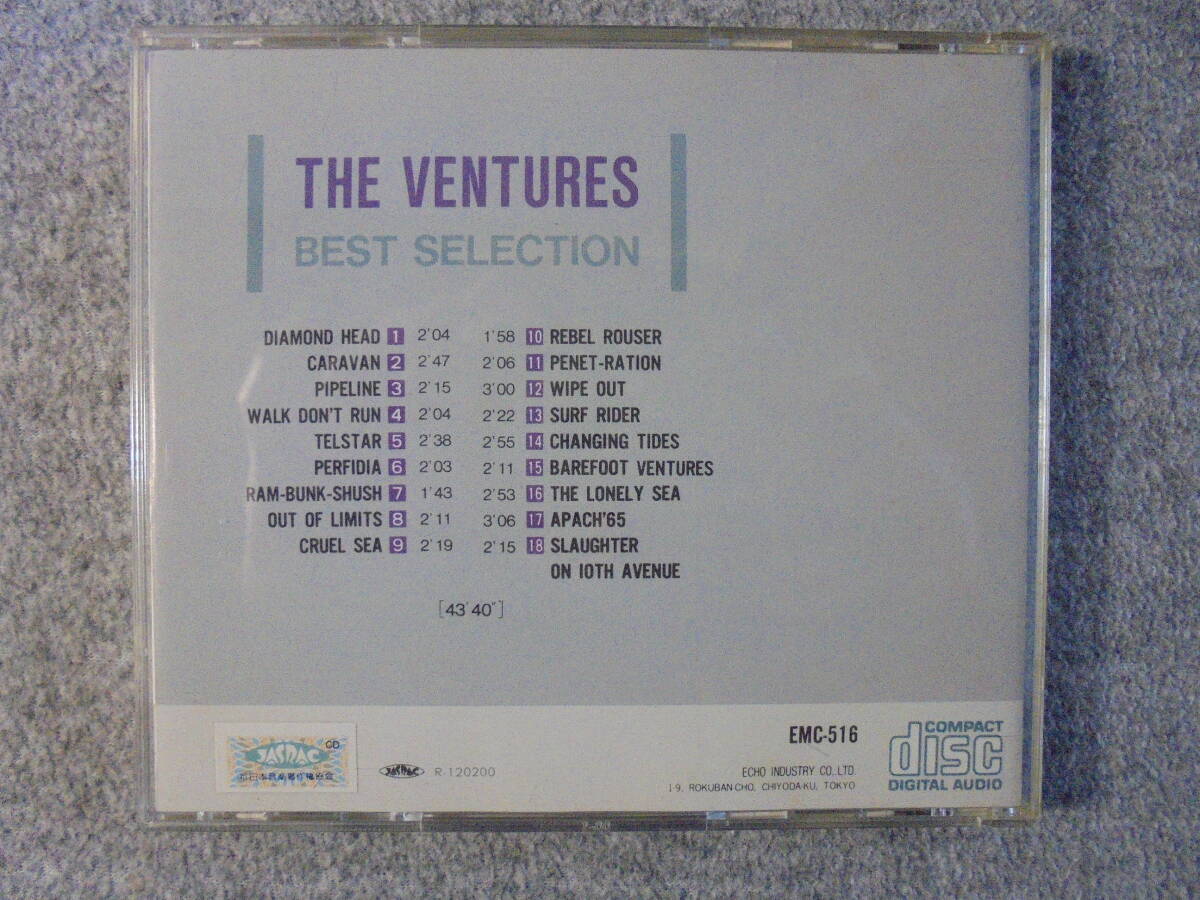 THE VENTURES
BEST SELECTION
DIAMOND HEAD 1 2'04
CARAVAN 2 2'47
PIPELINE 3 2'15
WALK DON'T RUN 4 2'04
TELSTAR 5 2'38
PERFIDIA 6 2'03
RAM-BUNK-SHUSH 7 1'43
OUT OF LIMITS 8 2'11
CRUEL SEA 9 2'19
1'58 10 REBEL ROUSER
2'06 11 PENET-RATION
3'00 12 WIPE OUT
2'22 13 SURF RIDER
2'55 14 CHANGING TIDES
2'11 15 BAREFOOT VENTURES
2'53 16 THE LONELY SEA
3'06 17 APACH'65
2'15 18 SLAUGHTER
ON 10TH AVENUE
[43'40"]
JASRAC CD
JASRAC R-120200
EMC-516
ECHO INDUSTRY CO.,LTD.
1-9, ROKUBAN-CHO, CHIYODA-KU, TOKYO
COMPACT
disc
DIGITAL AUDIO